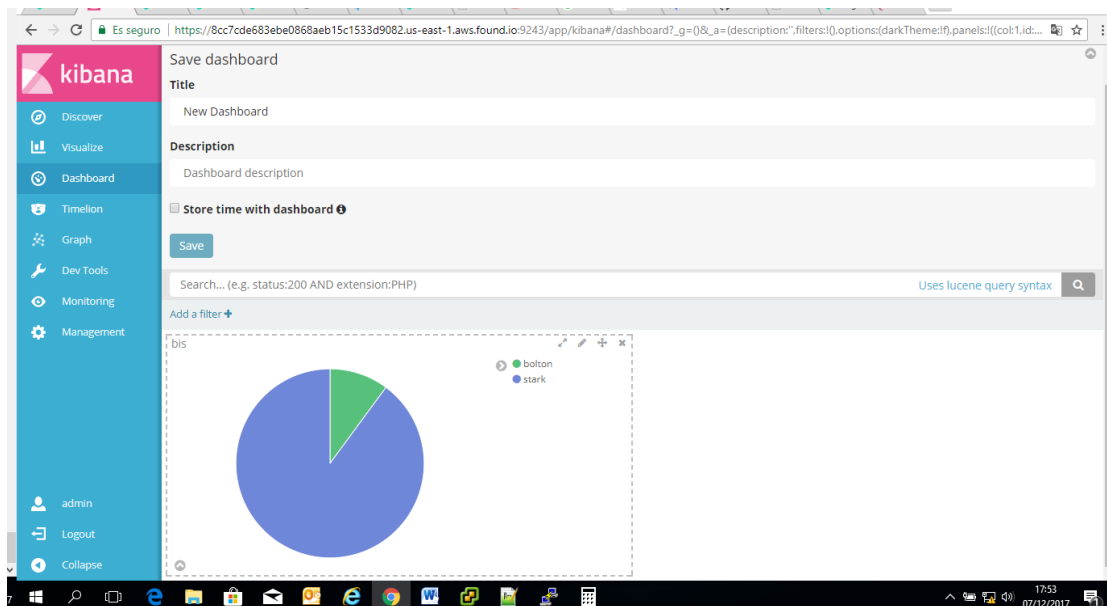 Es seguro | https://8cc7cde683ebe0868aeb15c1533d9082.us-east-1.aws.found.io:9243/app/kibana#/dashboard?_g=()&_a=(description:'',filters:!(),options:(darkTheme:!f),panels:!((col:1,id:...
kibana
Discover
Visualize
Dashboard
Timelion
Graph
Dev Tools
Monitoring
Management
admin
Logout
Collapse
Save dashboard
Title
New Dashboard
Description
Dashboard description
Store time with dashboard
Save
Search... (e.g. status:200 AND extension:PHP)
Uses lucene query syntax
Add a filter +
bis
bolton
stark
17:53
07/12/2017